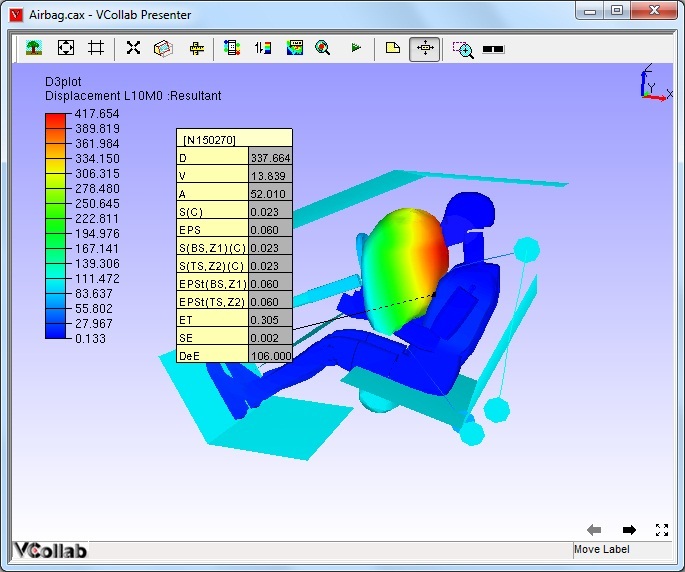 Airbag.cax - VCollab Presenter
D3plot
Displacement L10M0 :Resultant
417.654
389.819
361.984
334.150
306.315
278.480
250.645
222.811
194.976
167.141
139.306
111.472
83.637
55.802
27.967
0.133
[N150270]
D 337.664
V 13.839
A 52.010
S(C) 0.023
EPS 0.060
S(BS,Z1)(C) 0.023
S(TS,Z2)(C) 0.023
EPSt(BS,Z1) 0.060
EPSt(TS,Z2) 0.060
ET 0.305
SE 0.002
DeE 106.000
Z
Y
X
VCollab
Move Label